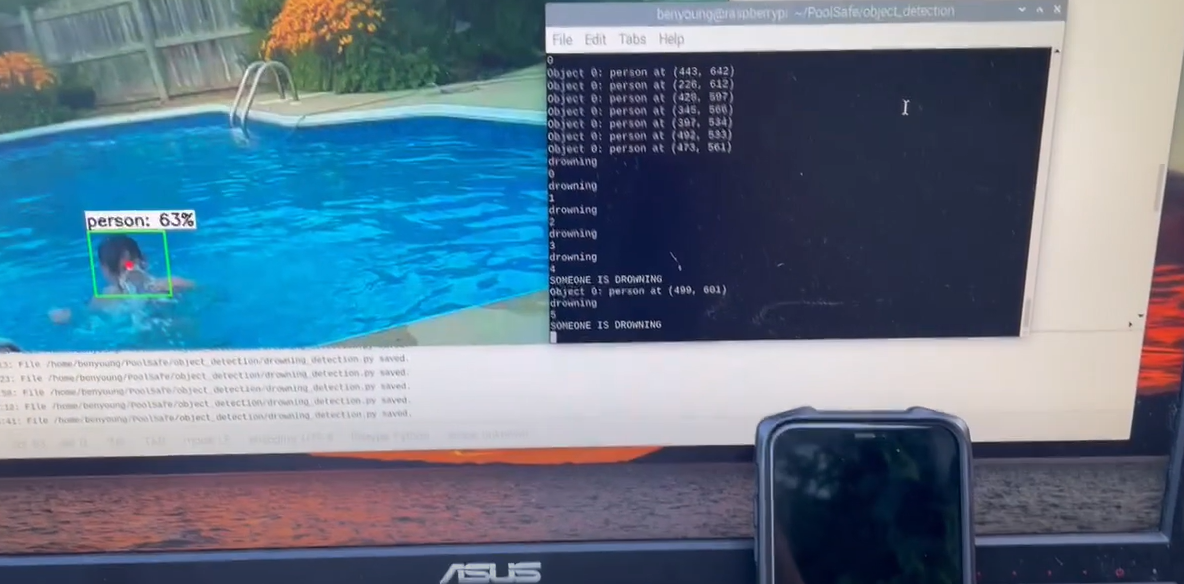 benyoung@raspberrypi: ~/PoolSafe/object_detection
File Edit Tabs Help
0
Object 0: person at (443, 642)
Object 0: person at (226, 612)
Object 0: person at (429, 597)
Object 0: person at (345, 566)
Object 0: person at (397, 534)
Object 0: person at (492, 533)
Object 0: person at (473, 561)
drowning
0
drowning
1
drowning
2
drowning
3
drowning
4
SOMEONE IS DROWNING
Object 0: person at (499, 601)
drowning
5
SOMEONE IS DROWNING
person: 63%
File /home/benyoung/PoolSafe/object_detection/drowning_detection.py saved.
23: File /home/benyoung/PoolSafe/object_detection/drowning_detection.py saved.
File /home/benyoung/PoolSafe/object_detection/drowning_detection.py saved.
File /home/benyoung/PoolSafe/object_detection/drowning_detection.py saved.
:41: File /home/benyoung/PoolSafe/object_detection/drowning_detection.py saved.
ASUS